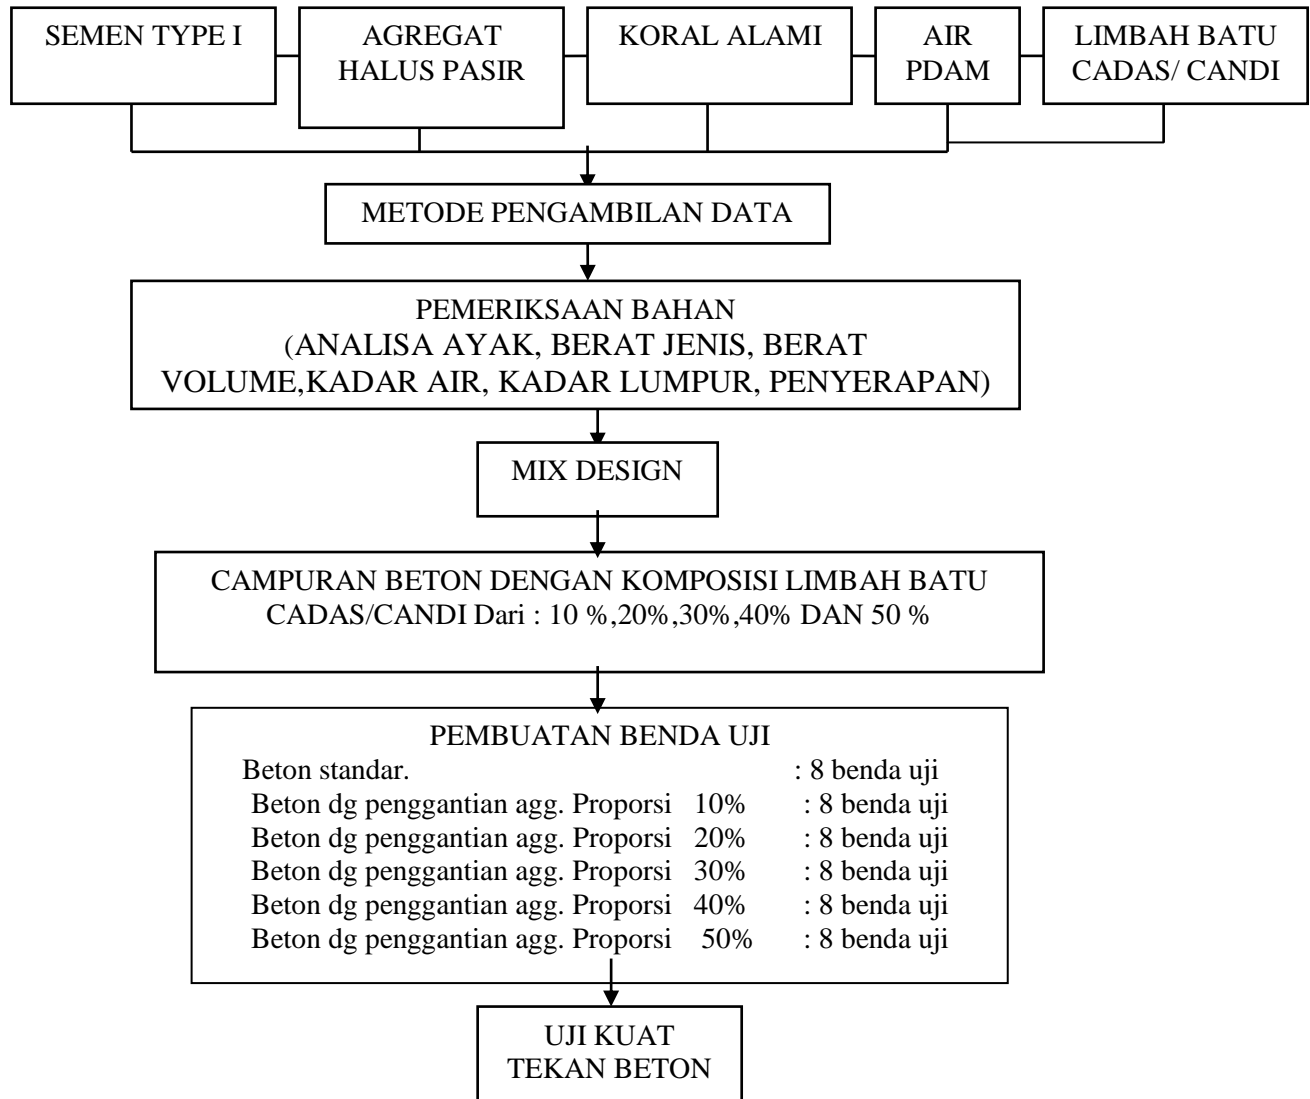 SEMEN TYPE I
AGREGAT
HALUS PASIR
KORAL ALAMI
AIR
PDAM
LIMBAH BATU
CADAS/ CANDI
METODE PENGAMBILAN DATA
PEMERIKSAAN BAHAN
(ANALISA AYAK, BERAT JENIS, BERAT
VOLUME,KADAR AIR, KADAR LUMPUR, PENYERAPAN)
MIX DESIGN
CAMPURAN BETON DENGAN KOMPOSISI LIMBAH BATU
CADAS/CANDI Dari : 10 %,20%,30%,40% DAN 50 %
PEMBUATAN BENDA UJI
Beton standar. : 8 benda uji
Beton dg penggantian agg. Proporsi 10% : 8 benda uji
Beton dg penggantian agg. Proporsi 20% : 8 benda uji
Beton dg penggantian agg. Proporsi 30% : 8 benda uji
Beton dg penggantian agg. Proporsi 40% : 8 benda uji
Beton dg penggantian agg. Proporsi 50% : 8 benda uji
UJI KUAT
TEKAN BETON